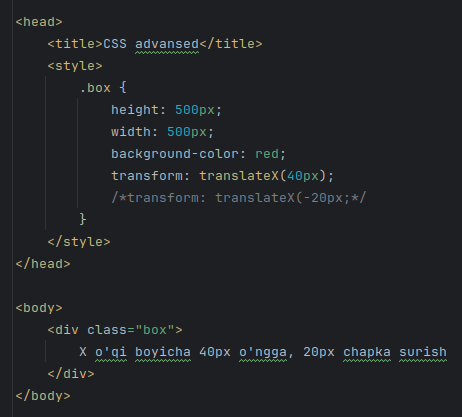 <head>
    <title>CSS advansed</title>
    <style>
        .box {
            height: 500px;
            width: 500px;
            background-color: red;
            transform: translateX(40px);
            /*transform: translateX(-20px;*/
        }
    </style>
</head>

<body>
    <div class="box">
        X o'qi boyicha 40px o'ngga, 20px chapka surish
    </div>
</body>